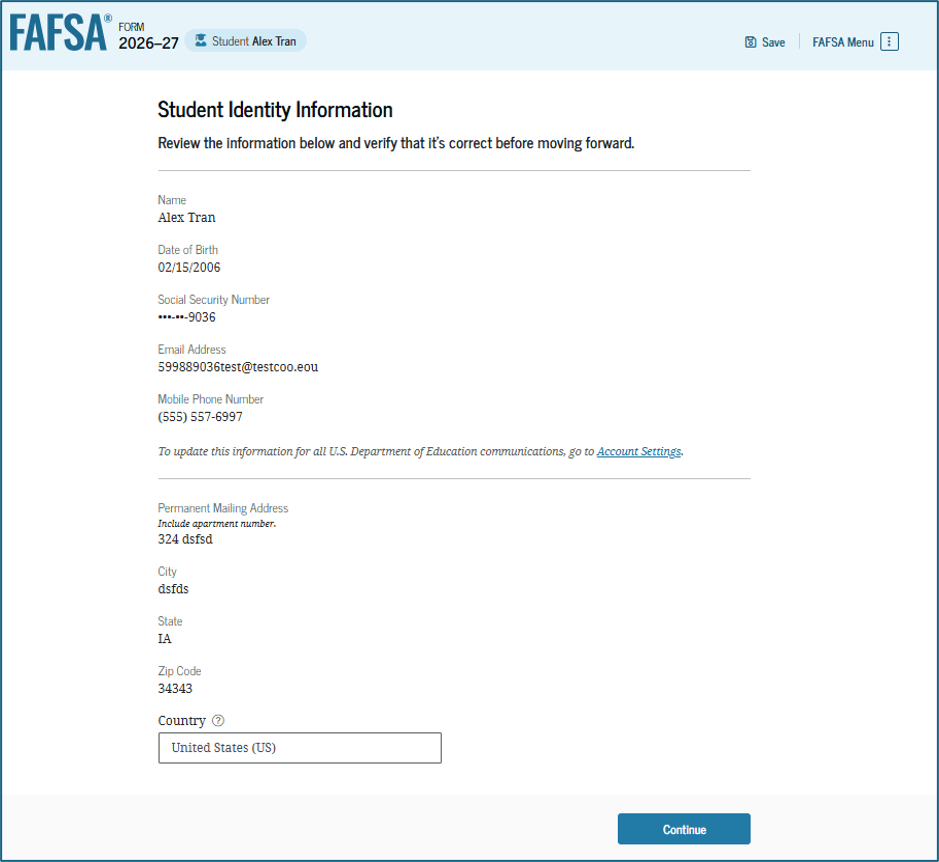 FAFSA® FORM 2026–27 Student Alex Tran Save FAFSA Menu
Student Identity Information
Review the information below and verify that it's correct before moving forward.
Name
Alex Tran
Date of Birth
02/15/2006
Social Security Number
•••-••-9036
Email Address
599889036test@testcoo.eou
Mobile Phone Number
(555) 557-6997
To update this information for all U.S. Department of Education communications, go to Account Settings.
Permanent Mailing Address
Include apartment number.
324 dsfsd
City
dsfds
State
IA
Zip Code
34343
Country ?
United States (US)
Continue